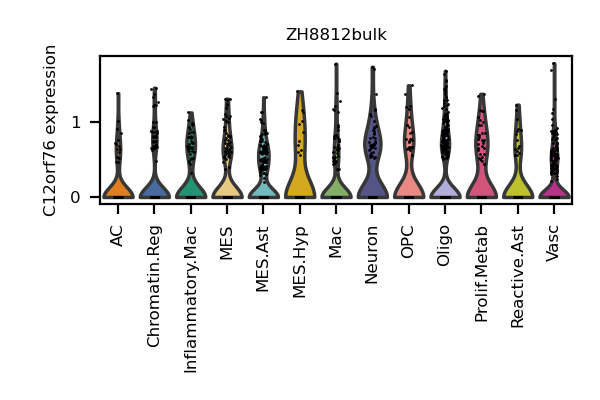 ZH8812bulk
C12orf76 expression
1
0
AC
Chromatin.Reg
Inflammatory.Mac
MES
MES.Ast
MES.Hyp
Mac
Neuron
OPC
Oligo
Prolif.Metab
Reactive.Ast
Vasc